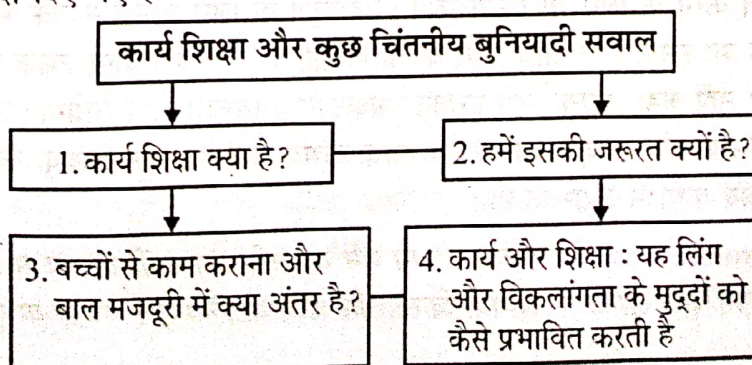 कार्य शिक्षा और कुछ चिंतनीय बुनियादी सवाल
1. कार्य शिक्षा क्या है?
2. हमें इसकी जरूरत क्यों है?
3. बच्चों से काम कराना और
बाल मजदूरी में क्या अंतर है?
4. कार्य और शिक्षा : यह लिंग
और विकलांगता के मुद्दों को
कैसे प्रभावित करती है